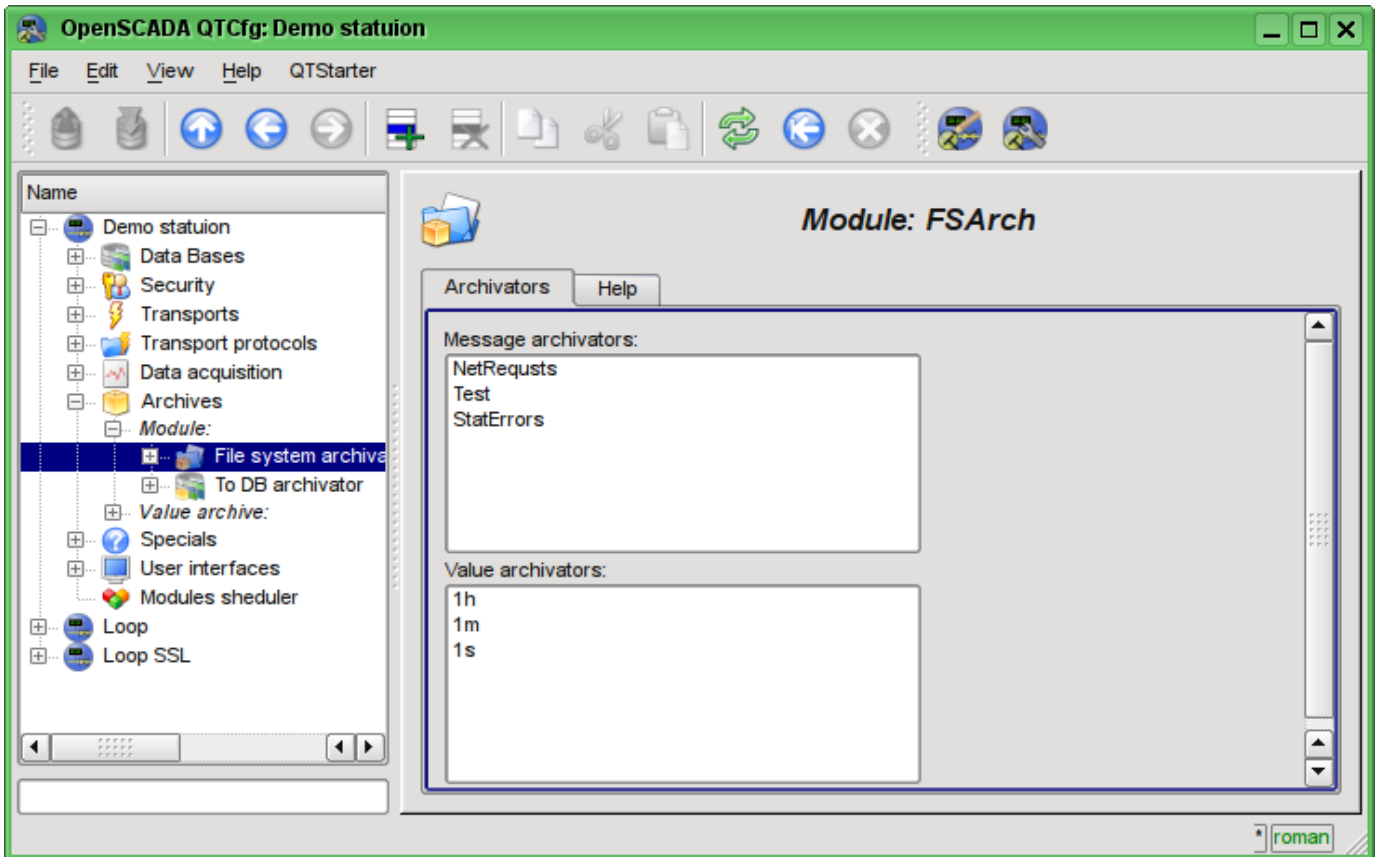 OpenSCADA QTCfg: Demo statuion
File Edit View Help QTStarter
Name
Demo statuion
Data Bases
Security
Transports
Transport protocols
Data acquisition
Archives
Module:
File system archiva
To DB archivator
Value archive:
Specials
User interfaces
Modules sheduler
Loop
Loop SSL
Module: FSArch
Archivators Help
Message archivators:
NetRequsts
Test
StatErrors
Value archivators:
1h
1m
1s
* roman